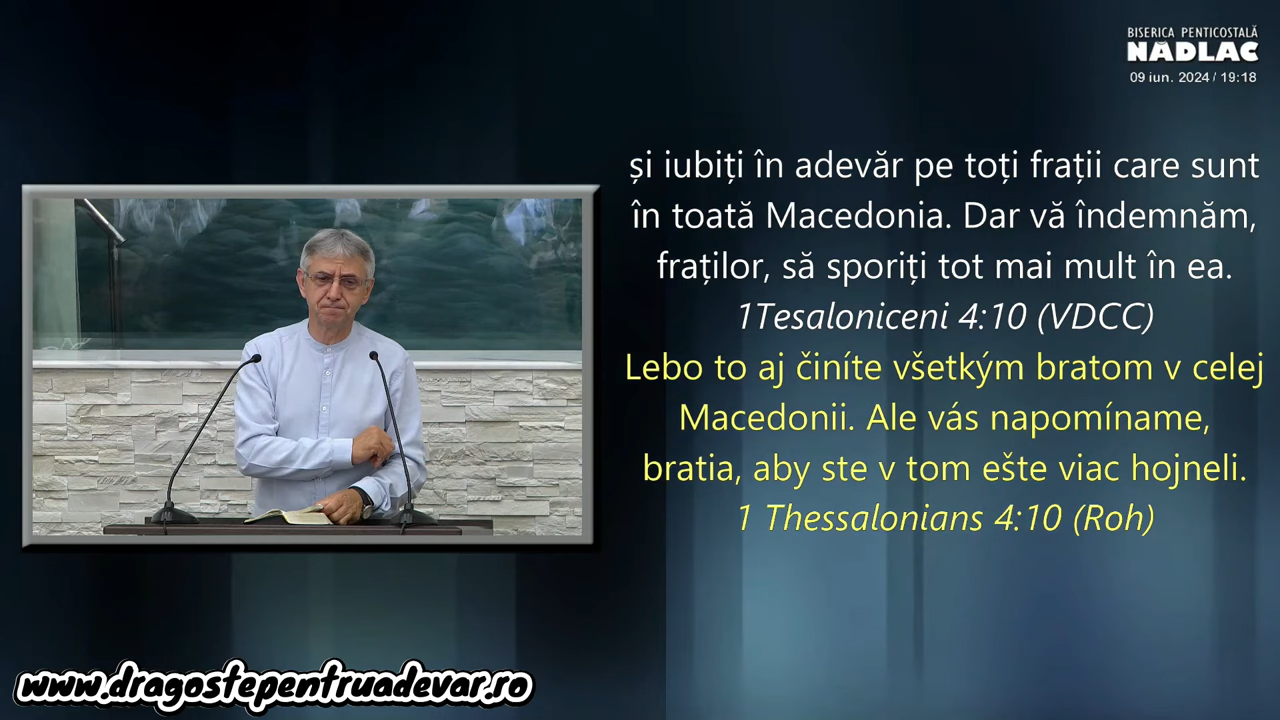 BISERICA PENTICOSTALĂ
NĂDLAC
09 iun. 2024 / 19:18
și iubiți în adevăr pe toți frații care sunt
în toată Macedonia. Dar vă îndemnăm,
fraților, să sporiți tot mai mult în ea.
1Tesaloniceni 4:10 (VDCC)
Lebo to aj činíte všetkým bratom v celej
Macedonii. Ale vás napomíname,
bratia, aby ste v tom ešte viac hojneli.
1 Thessalonians 4:10 (Roh)
www.dragostepentruadevar.ro